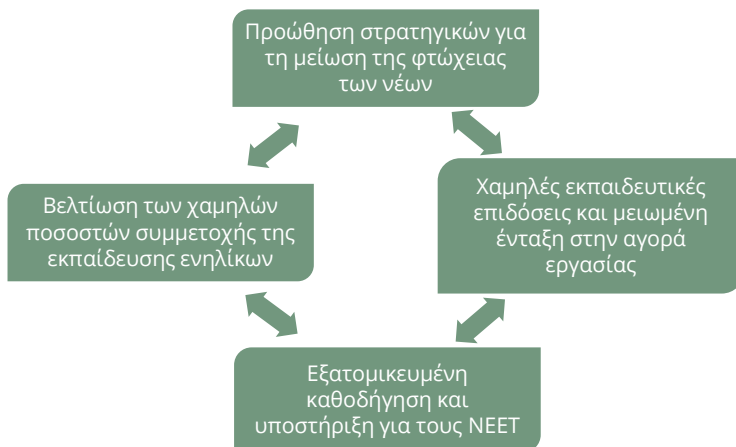 Προώθηση στρατηγικών για
τη μείωση της φτώχειας
των νέων
Βελτίωση των χαμηλών
ποσοστών συμμετοχής της
εκπαίδευσης ενηλίκων
Χαμηλές εκπαιδευτικές
επιδόσεις και μειωμένη
ένταξη στην αγορά
εργασίας
Εξατομικευμένη
καθοδήγηση και
υποστήριξη για τους NEET